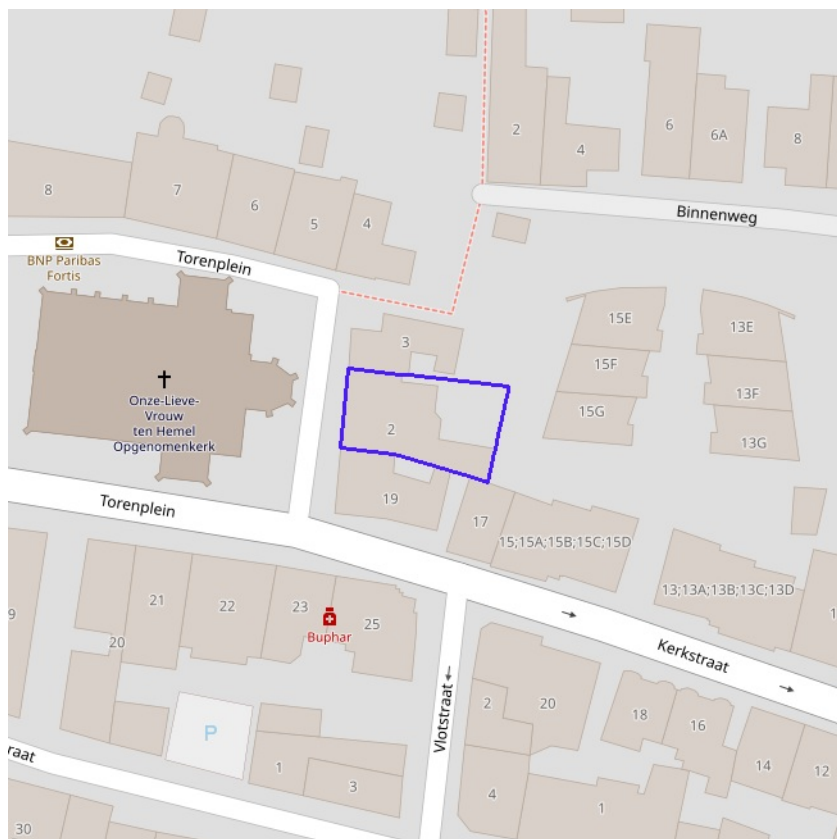 2
4
6
6A
8
8
7
6
5
4
Binnenweg
Torenplein
BNP Paribas
Fortis
15E
13E
3
15F
13F
Onze-Lieve-
Vrouw
ten Hemel
Opgenomenkerk
15G
2
13G
Torenplein
19
17
15;15A;15B;15C;15D
13;13A;13B;13C;13D
1
9
21
22
23
25
20
Buphar
Kerkstraat
Vlotstraat
2
20
18
16
P
14
12
raat
1
3
4
1
30